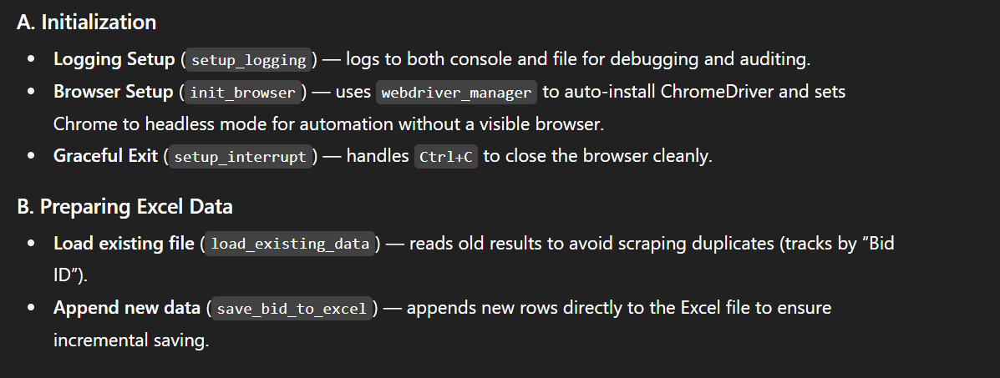 A. Initialization
• Logging Setup (setup_logging) — logs to both console and file for debugging and auditing.
• Browser Setup (init_browser) — uses webdriver_manager to auto-install ChromeDriver and sets
Chrome to headless mode for automation without a visible browser.
• Graceful Exit (setup_interrupt) — handles Ctrl+C to close the browser cleanly.
B. Preparing Excel Data
• Load existing file (load_existing_data) — reads old results to avoid scraping duplicates (tracks by “Bid
ID”).
• Append new data (save_bid_to_excel) — appends new rows directly to the Excel file to ensure
incremental saving.